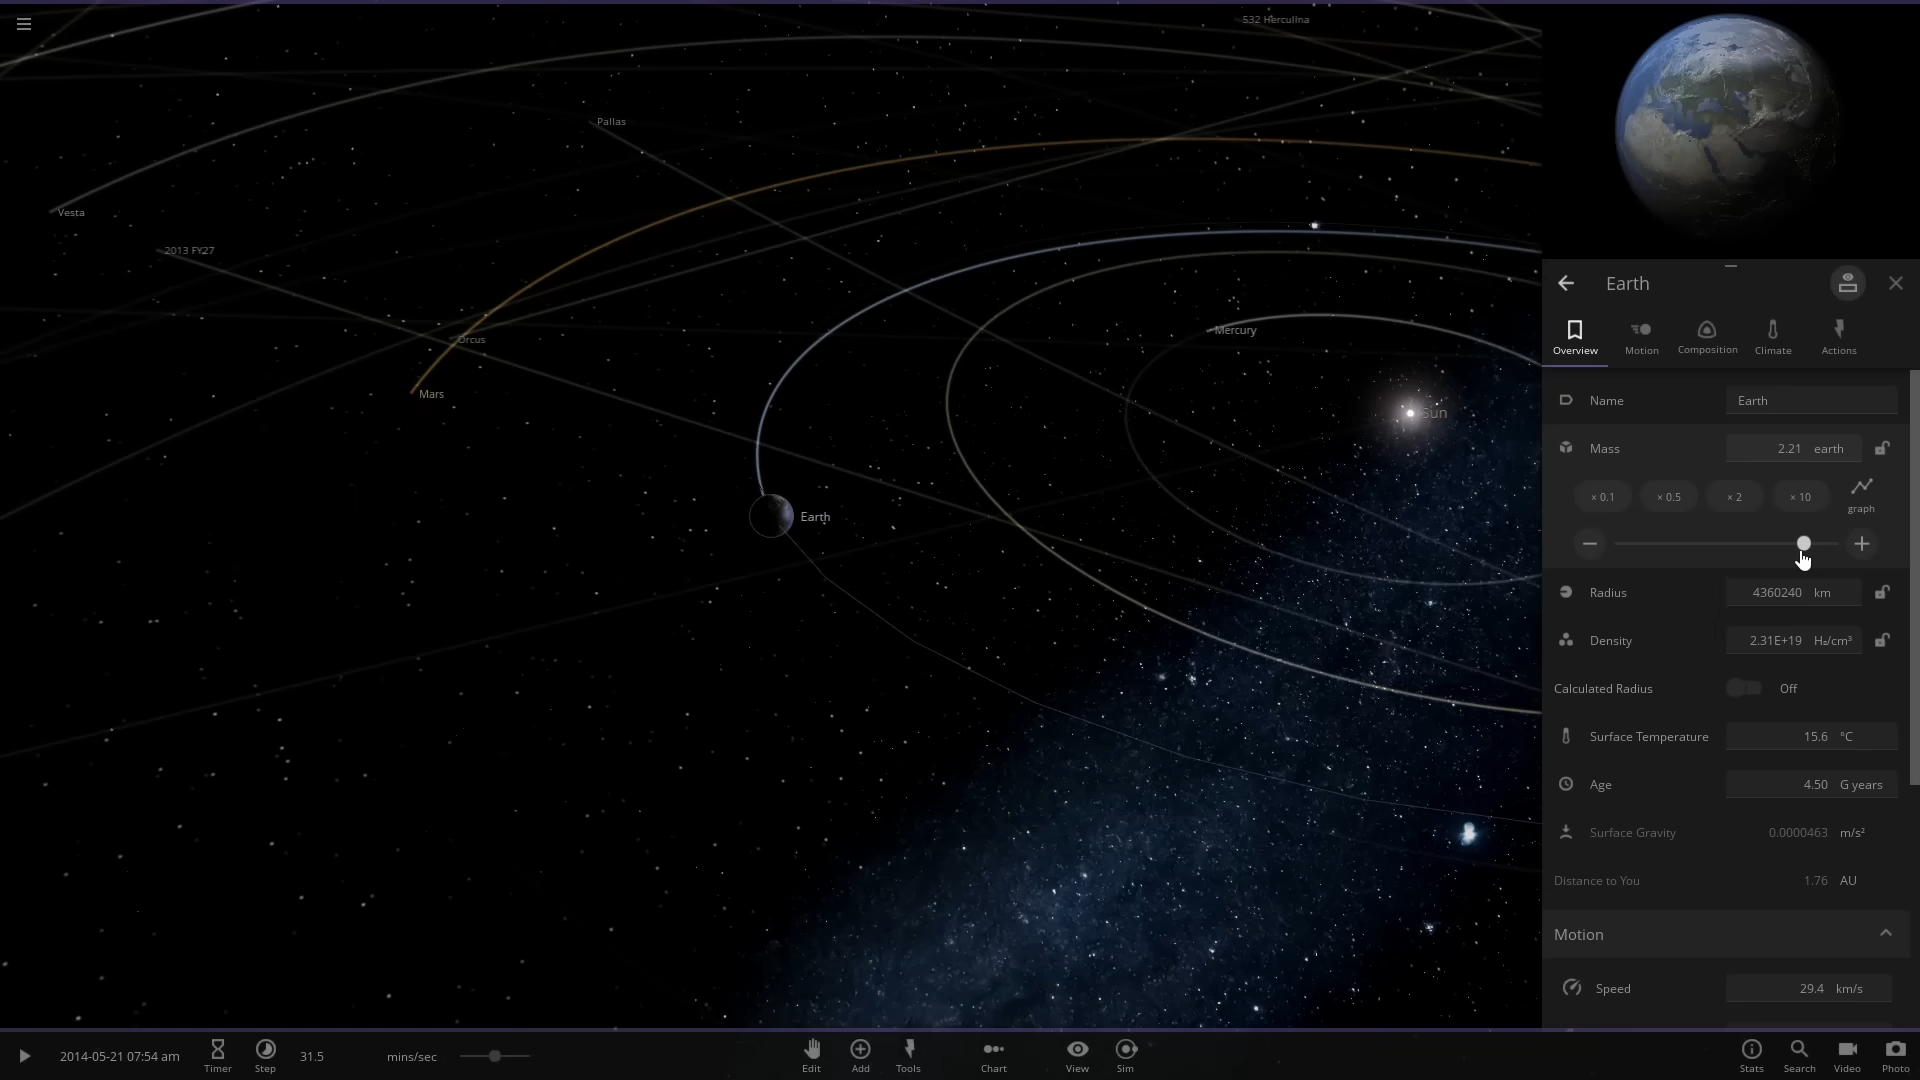 532 Herculina
Pallas
Vesta
2013 FY27
Orcus
Mars
Mercury
Sun
Earth
Earth
Overview
Motion
Composition
Climate
Actions
Name Earth
Mass 2.21 earth
× 0.1 × 0.5 × 2 × 10 graph
Radius 4360240 km
Density 2.31E+19 H₂/cm³
Calculated Radius Off
Surface Temperature 15.6 °C
Age 4.50 G years
Surface Gravity 0.0000463 m/s²
Distance to You 1.76 AU
Motion
Speed 29.4 km/s
2014-05-21 07:54 am
Timer
Step
31.5 mins/sec
Edit
Add
Tools
Chart
View
Sim
Stats
Search
Video
Photo